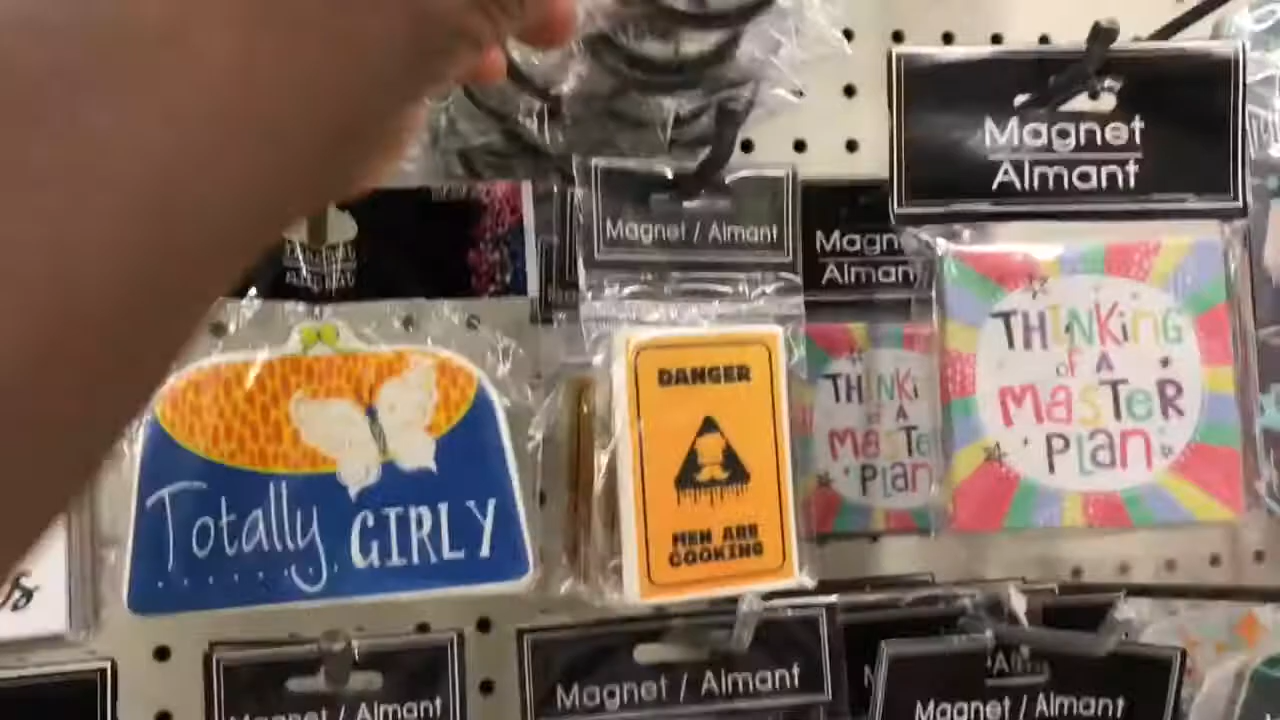 Magnet
Almant
Magnet / Almant
Magn
Almant
Totally GIRLY
DANGER
MEN ARE
COOKING
THiNKi
of A
MasTe
PLan
THiNKiNG
of A
MasTeR
PLan
Magnet / Almant
Magnet / Almant
Magnet / Almant